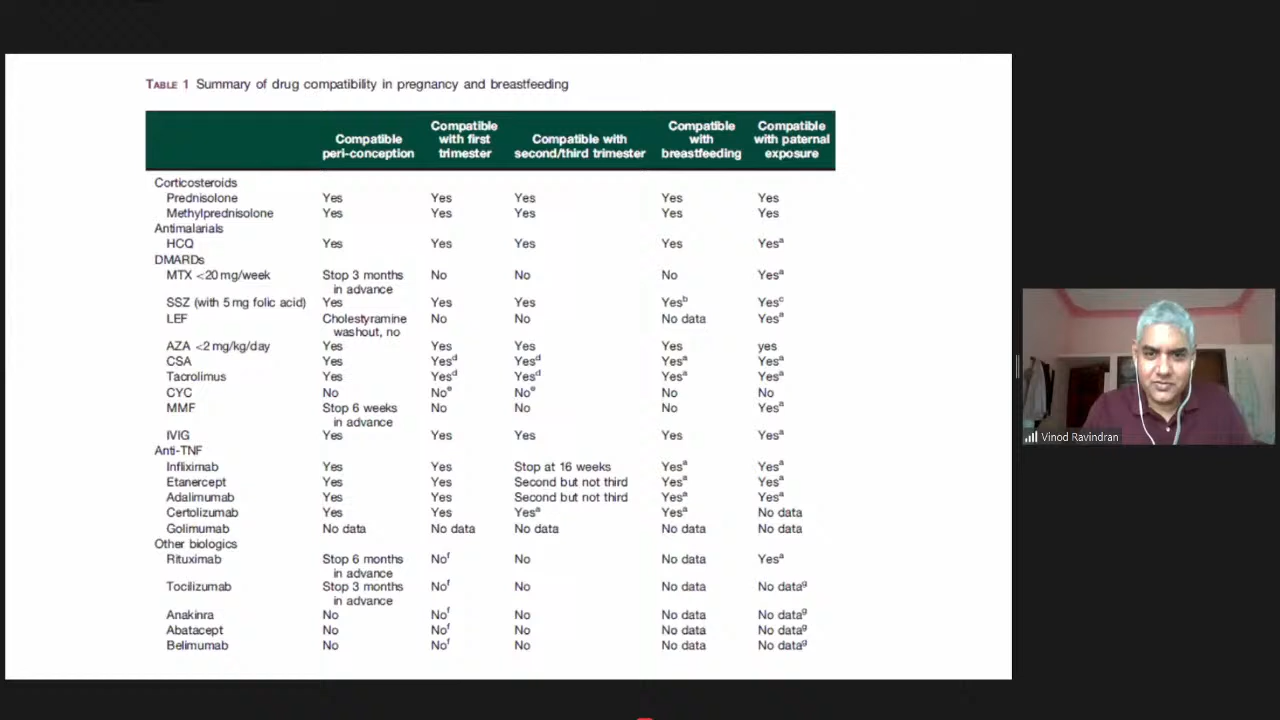 TABLE 1 Summary of drug compatibility in pregnancy and breastfeeding
Compatible peri-conception
Compatible with first trimester
Compatible with second/third trimester
Compatible with breastfeeding
Compatible with paternal exposure
Corticosteroids
Prednisolone Yes Yes Yes Yes Yes
Methylprednisolone Yes Yes Yes Yes Yes
Antimalarials
HCQ Yes Yes Yes Yes Yesª
DMARDs
MTX <20 mg/week Stop 3 months in advance No No No Yesª
SSZ (with 5 mg folic acid) Yes Yes Yes Yesᵇ Yesᶜ
LEF Cholestyramine washout, no No No No data Yesª
AZA <2 mg/kg/day Yes Yes Yes Yes yes
CSA Yes Yesᵈ Yesᵈ Yesª Yesª
Tacrolimus Yes Yesᵈ Yesᵈ Yesª Yesª
CYC No Noᵉ Noᵉ No No
MMF Stop 6 weeks in advance No No No Yesª
IVIG Yes Yes Yes Yes Yesª
Anti-TNF
Infliximab Yes Yes Stop at 16 weeks Yesª Yesª
Etanercept Yes Yes Second but not third Yesª Yesª
Adalimumab Yes Yes Second but not third Yesª Yesª
Certolizumab Yes Yes Yesª Yesª No data
Golimumab No data No data No data No data No data
Other biologics
Rituximab Stop 6 months in advance Noᶠ No No data Yesª
Tocilizumab Stop 3 months in advance Noᶠ No No data No dataᵍ
Anakinra No Noᶠ No No data No dataᵍ
Abatacept No Noᶠ No No data No dataᵍ
Belimumab No Noᶠ No No data No dataᵍ
Vinod Ravindran